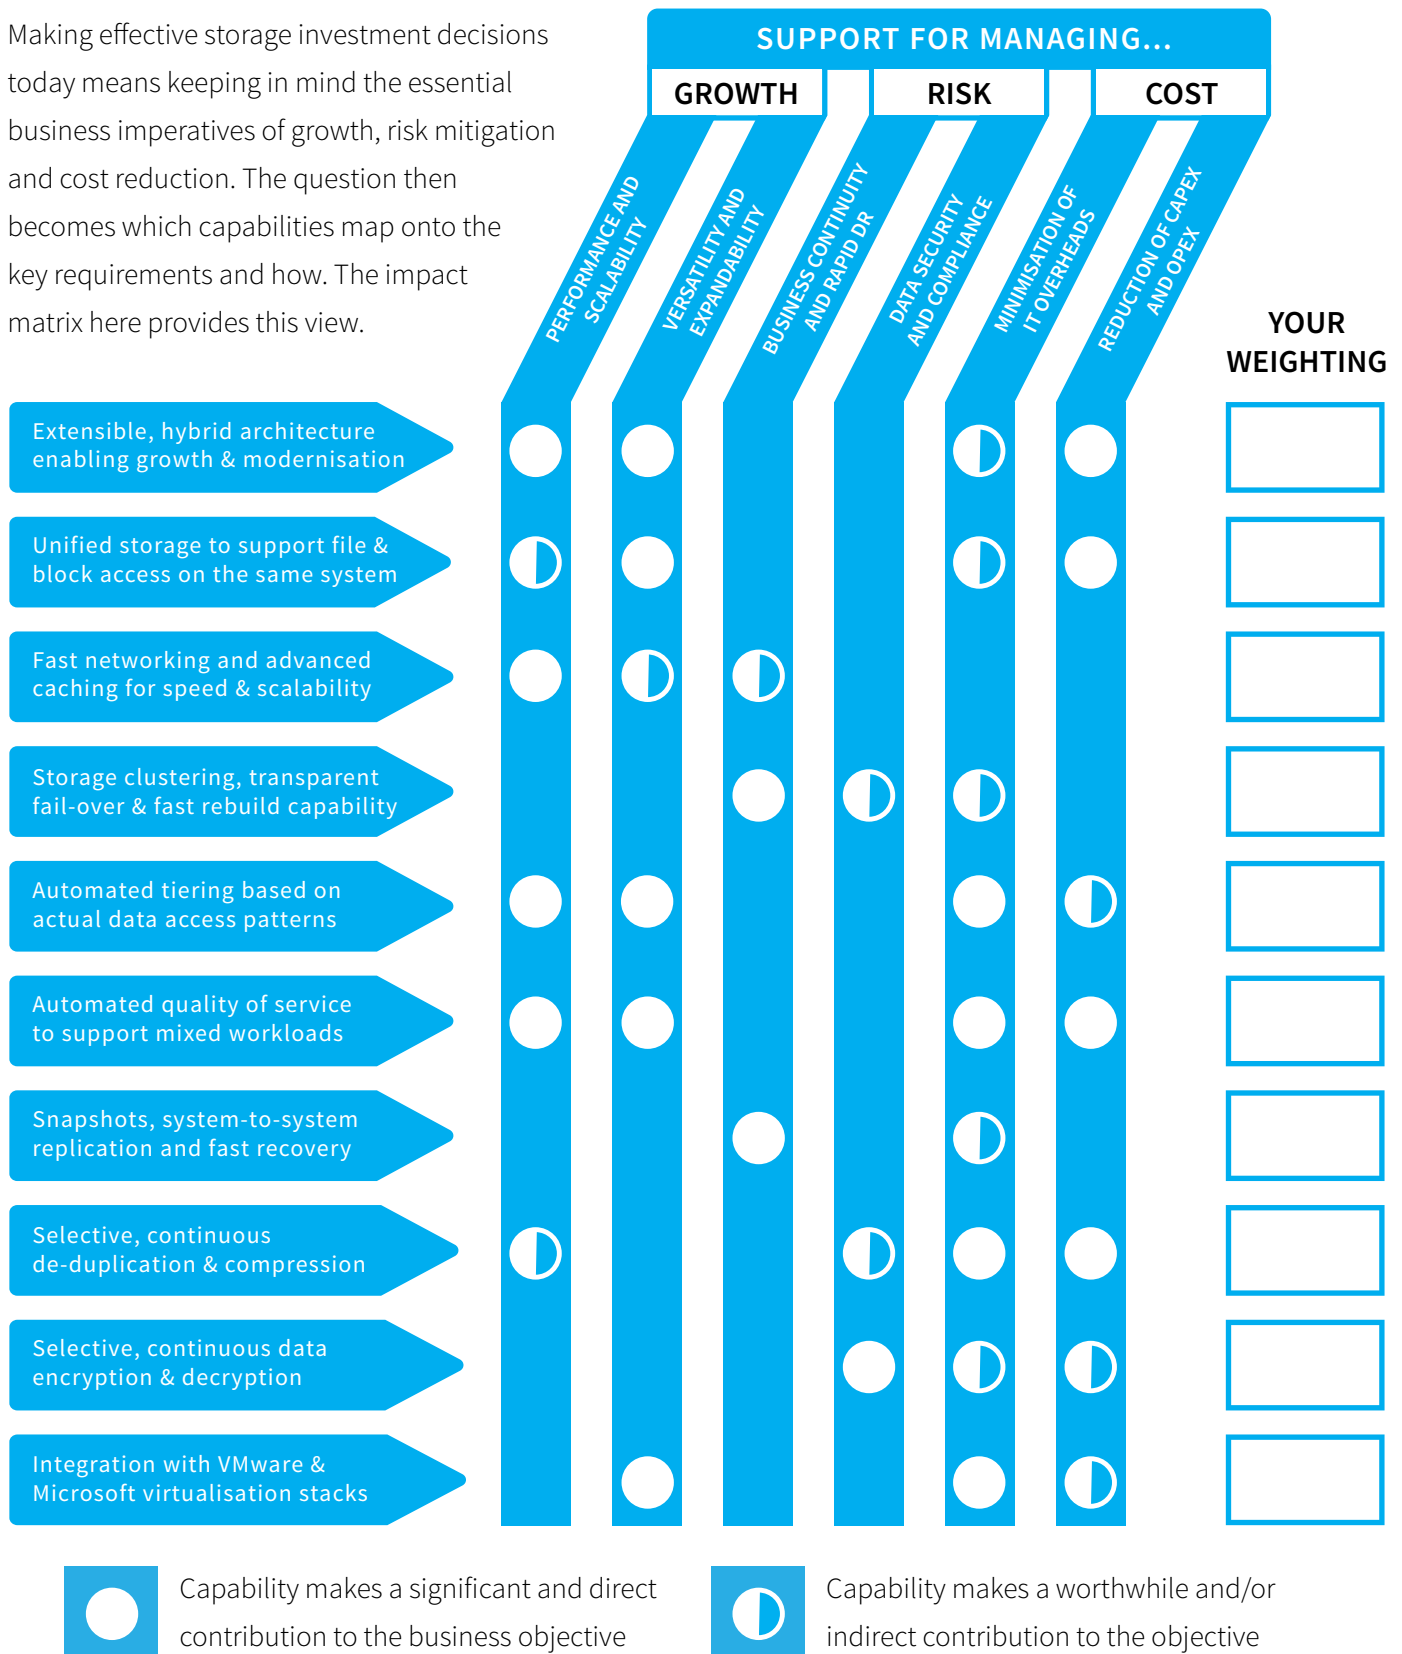 Making effective storage investment decisions
today means keeping in mind the essential
business imperatives of growth, risk mitigation
and cost reduction. The question then
becomes which capabilities map onto the
key requirements and how. The impact
matrix here provides this view.
SUPPORT FOR MANAGING...
GROWTH
RISK
COST
PERFORMANCE AND
SCALABILITY
VERSATILITY AND
EXPANDABILITY
BUSINESS CONTINUITY
AND RAPID DR
DATA SECURITY
AND COMPLIANCE
MINIMISATION OF
IT OVERHEADS
REDUCTION OF CAPEX
AND OPEX
YOUR
WEIGHTING
Extensible, hybrid architecture
enabling growth & modernisation
Unified storage to support file &
block access on the same system
Fast networking and advanced
caching for speed & scalability
Storage clustering, transparent
fail-over & fast rebuild capability
Automated tiering based on
actual data access patterns
Automated quality of service
to support mixed workloads
Snapshots, system-to-system
replication and fast recovery
Selective, continuous
de-duplication & compression
Selective, continuous data
encryption & decryption
Integration with VMware &
Microsoft virtualisation stacks
Capability makes a significant and direct
contribution to the business objective
Capability makes a worthwhile and/or
indirect contribution to the objective